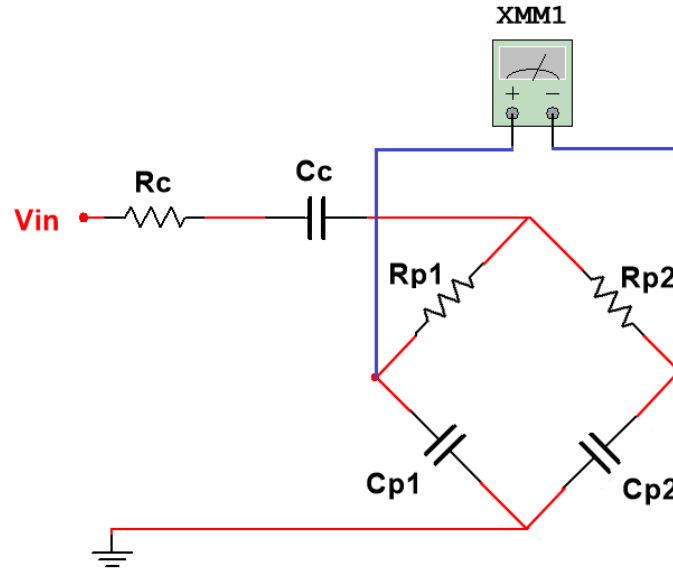 XMM1
+ −
Rc
Cc
Vin
Rp1
Rp2
Cp1
Cp2